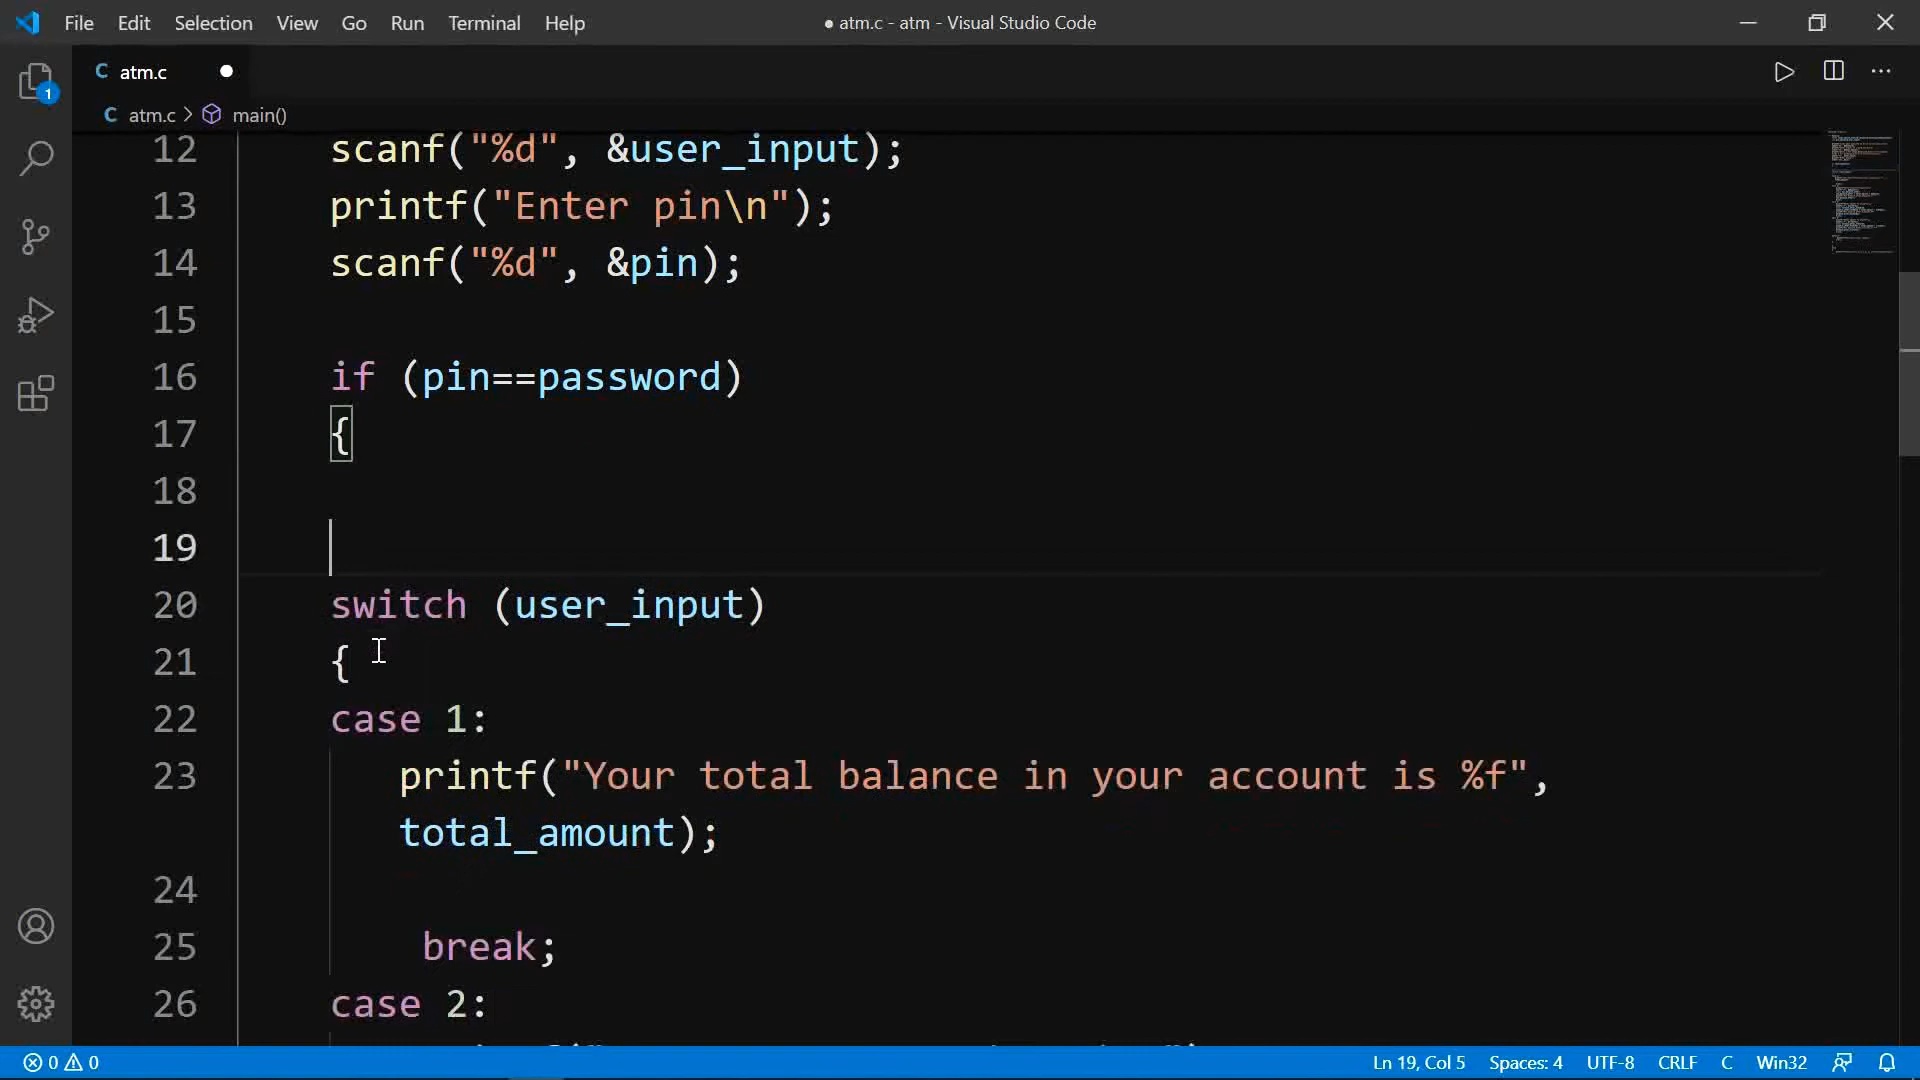 File Edit Selection View Go Run Terminal Help ● atm.c - atm - Visual Studio Code
C atm.c ●
1
C atm.c > main()
12 scanf("%d", &user_input);
13 printf("Enter pin\n");
14 scanf("%d", &pin);
15
16 if (pin==password)
17 {
18
19
20 switch (user_input)
21 {
22 case 1:
23 printf("Your total balance in your account is %f",
total_amount);
24
25 break;
26 case 2:
0 0 Ln 19, Col 5 Spaces: 4 UTF-8 CRLF C Win32